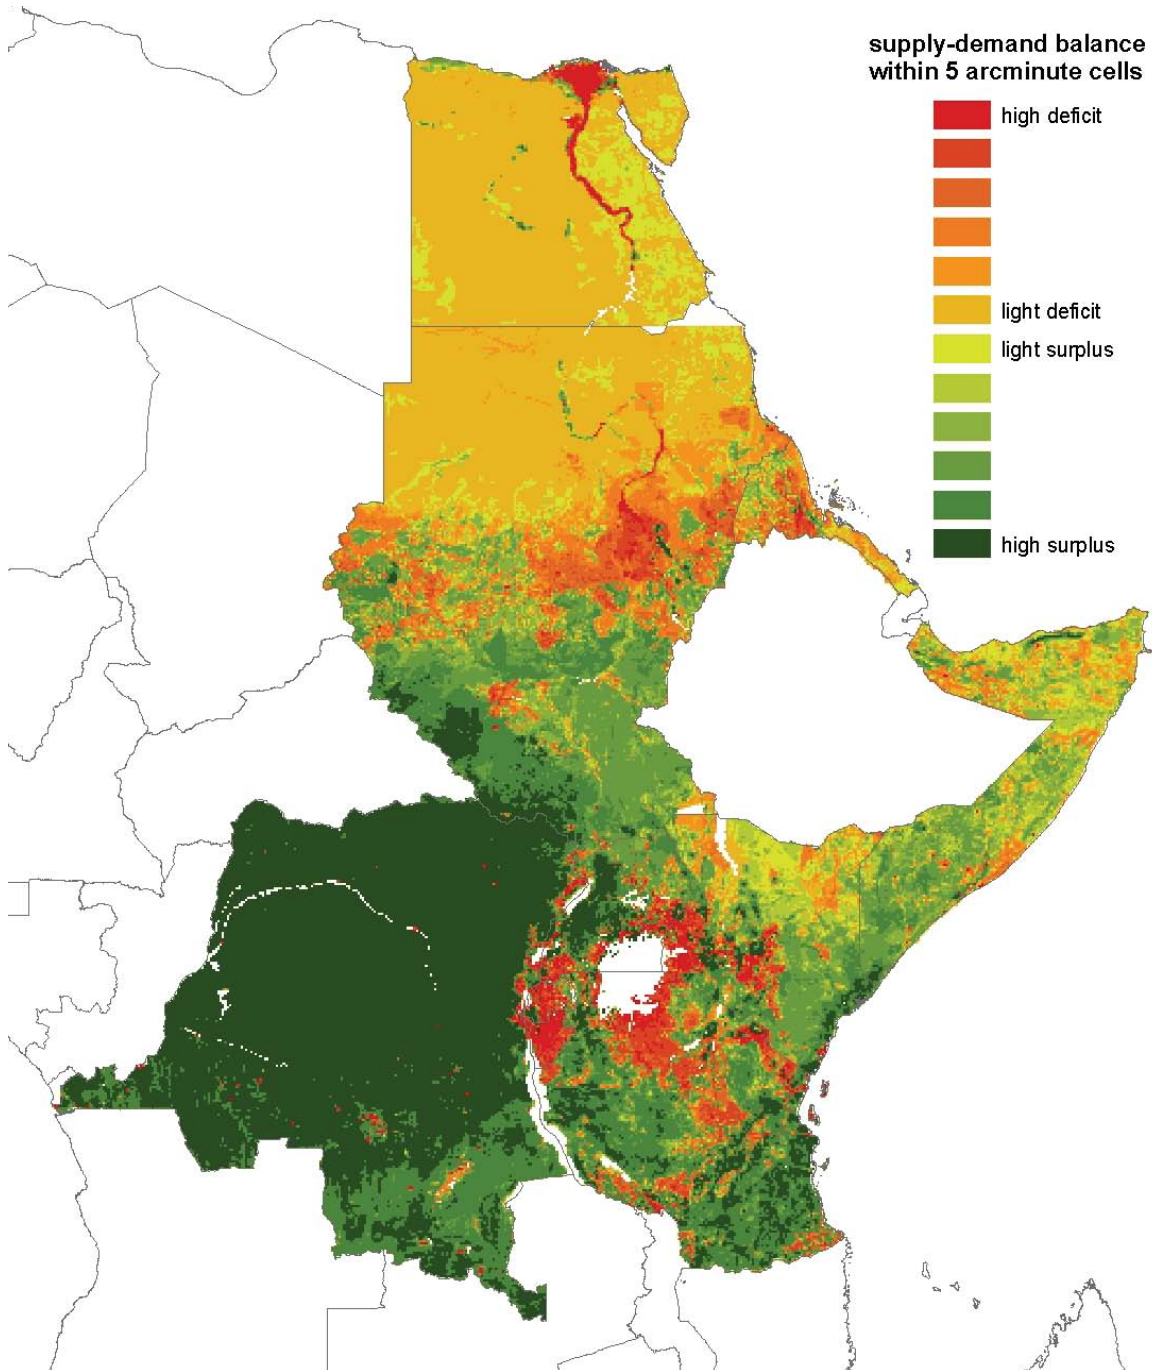 supply-demand balance
within 5 arcminute cells
high deficit
light deficit
light surplus
high surplus